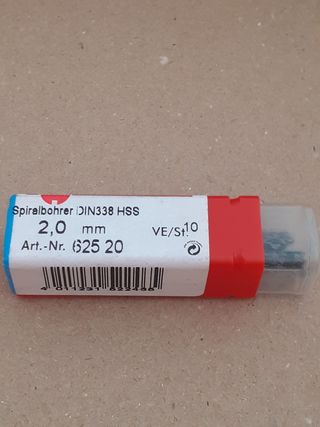 Spiralbohrer DIN338 HSS
2,0 mm
VE/St.10
Art.-Nr. 625 20